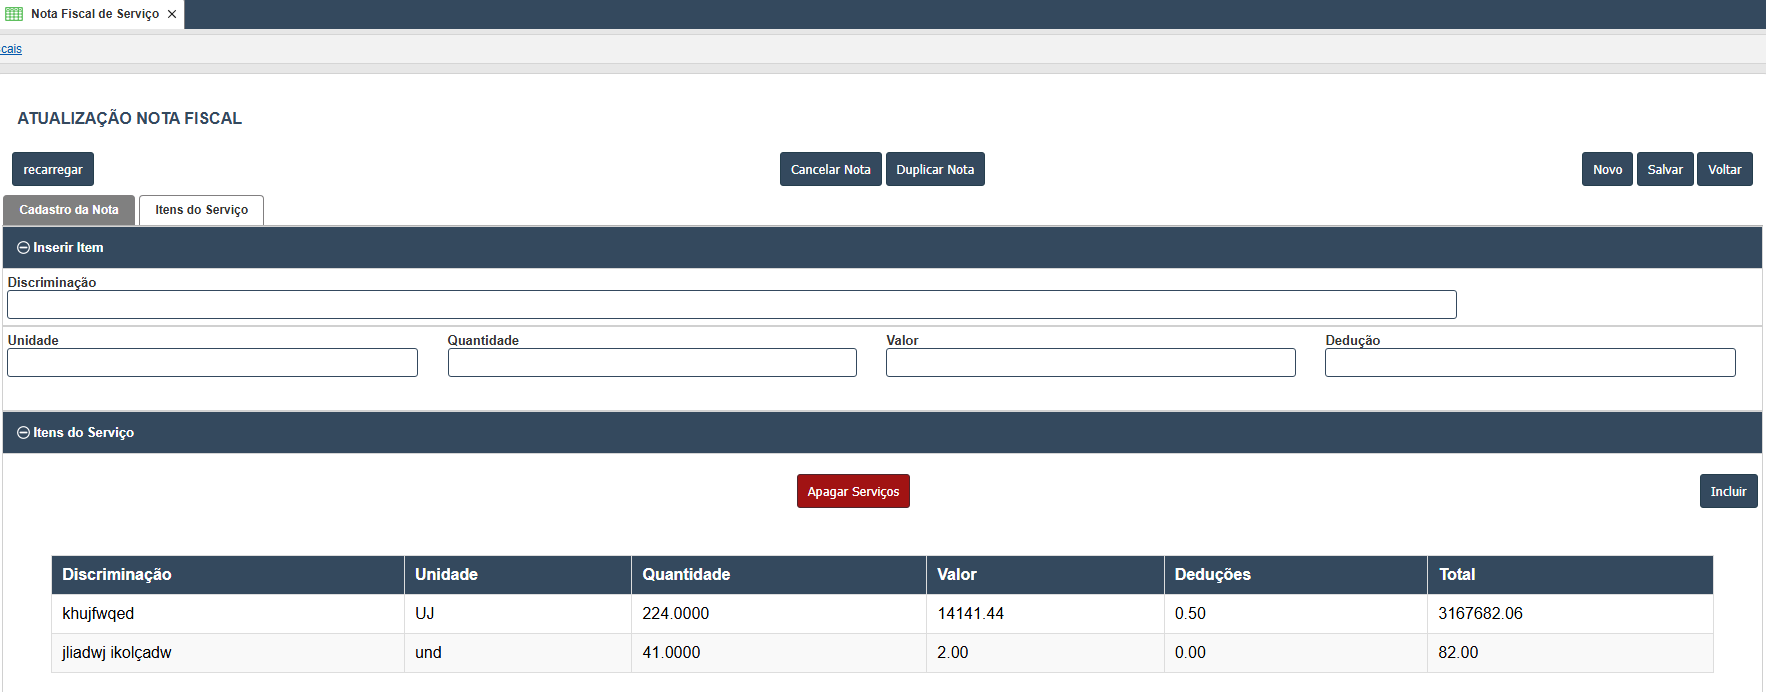 Nota Fiscal de Serviço
cais
ATUALIZAÇÃO NOTA FISCAL
recarregar Cancelar Nota Duplicar Nota Novo Salvar Voltar
Cadastro da Nota Itens do Serviço
Inserir Item
Discriminação
Unidade Quantidade Valor Dedução
Itens do Serviço
Apagar Serviços Incluir
Discriminação Unidade Quantidade Valor Deduções Total
khujfwqed UJ 224.0000 14141.44 0.50 3167682.06
jliadwj ikolçadw und 41.0000 2.00 0.00 82.00